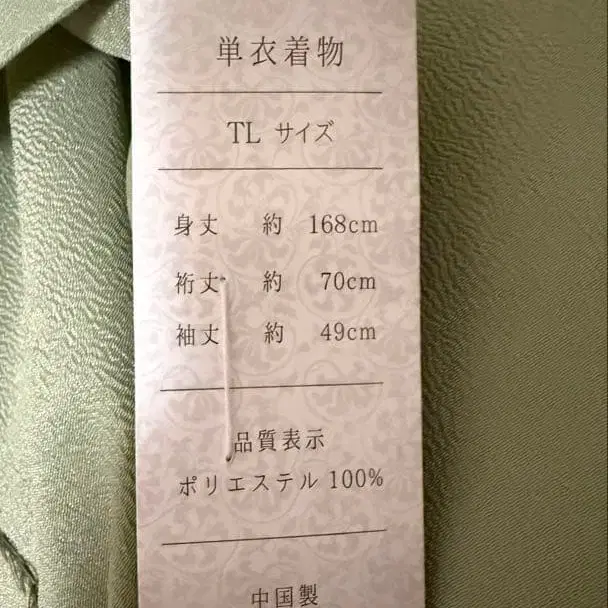 単衣着物
TL サイズ
身丈 約 168cm
裄丈 約 70cm
袖丈 約 49cm
品質表示
ポリエステル 100%
中国製